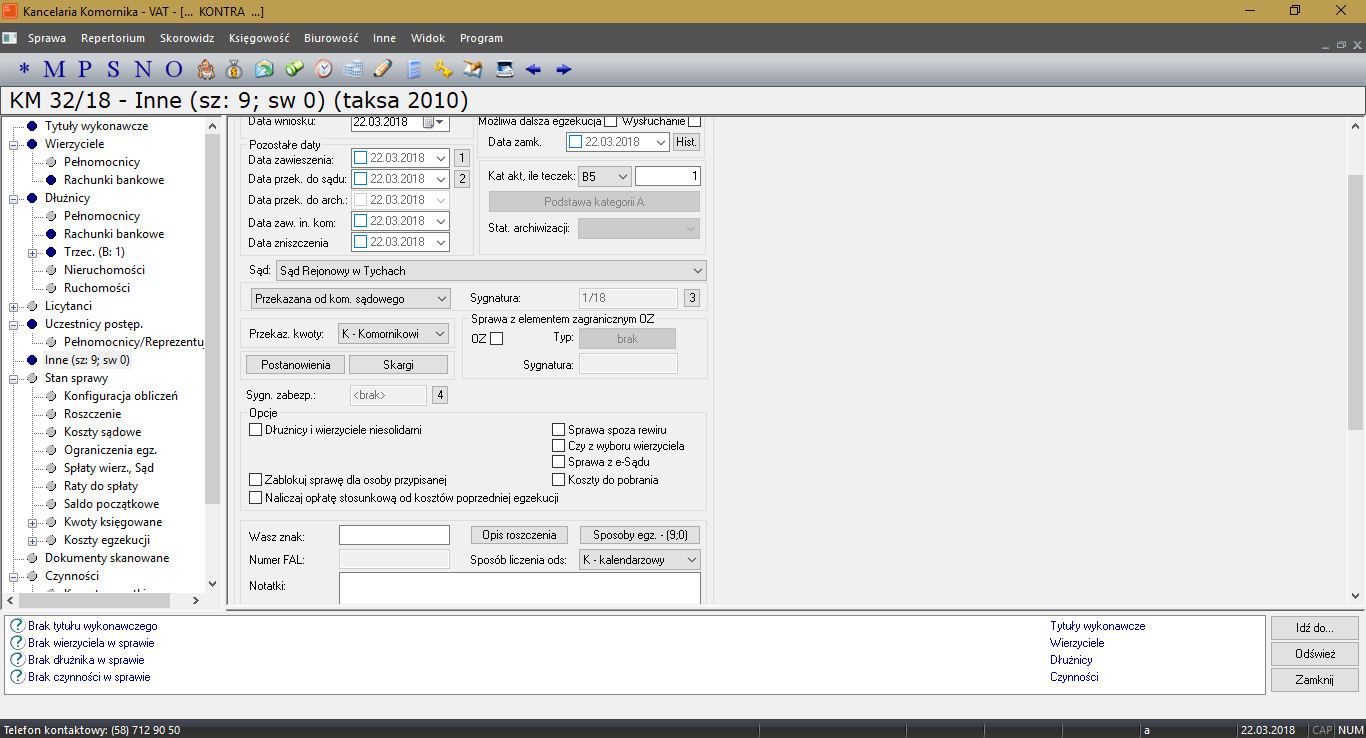 Kancelaria Komornika - VAT - [...  KONTRA  ...]
Sprawa Repertorium Skorowidz Księgowość Biurowość Inne Widok Program
* M P S N O
KM 32/18 - Inne (sz: 9; sw 0) (taksa 2010)
Tytuły wykonawcze
Wierzyciele
Pełnomocnicy
Rachunki bankowe
Dłużnicy
Pełnomocnicy
Rachunki bankowe
Trzec. (B: 1)
Nieruchomości
Ruchomości
Licytanci
Uczestnicy postęp.
Pełnomocnicy/Reprezentu
Inne (sz: 9; sw 0)
Stan sprawy
Konfiguracja obliczeń
Roszczenie
Koszty sądowe
Ograniczenia egz.
Spłaty wierz., Sąd
Raty do spłaty
Saldo początkowe
Kwoty księgowane
Koszty egzekucji
Dokumenty skanowane
Czynności
Data wniosku: 22.03.2018
Możliwa dalsza egzekucja Wysłuchanie
Pozostałe daty
Data zawieszenia: 22.03.2018 1
Data przek. do sądu: 22.03.2018 2
Data przek. do arch.: 22.03.2018
Data zaw. in. kom: 22.03.2018
Data zniszczenia 22.03.2018
Data zamk. 22.03.2018 Hist.
Kat akt, ile teczek: B5 1
Podstawa kategorii A
Stat. archiwizacji:
Sąd: Sąd Rejonowy w Tychach
Przekazana od kom. sądowego Sygnatura: 1/18 3
Przekaz. kwoty: K - Komornikowi
Sprawa z elementem zagranicznym OZ
OZ Typ: brak
Sygnatura:
Postanowienia Skargi
Sygn. zabezp.: <brak> 4
Opcje
Dłużnicy i wierzyciele niesolidarni
Sprawa spoza rewiru
Czy z wyboru wierzyciela
Sprawa z e-Sądu
Zablokuj sprawę dla osoby przypisanej
Koszty do pobrania
Naliczaj opłatę stosunkową od kosztów poprzedniej egzekucji
Wasz znak: Opis roszczenia Sposoby egz. - (9;0)
Numer FAL: Sposób liczenia ods: K - kalendarzowy
Notatki:
Brak tytułu wykonawczego Tytuły wykonawcze
Brak wierzyciela w sprawie Wierzyciele
Brak dłużnika w sprawie Dłużnicy
Brak czynności w sprawie Czynności
Idź do...
Odśwież
Zamknij
Telefon kontaktowy: (58) 712 90 50 a 22.03.2018 CAP NUM